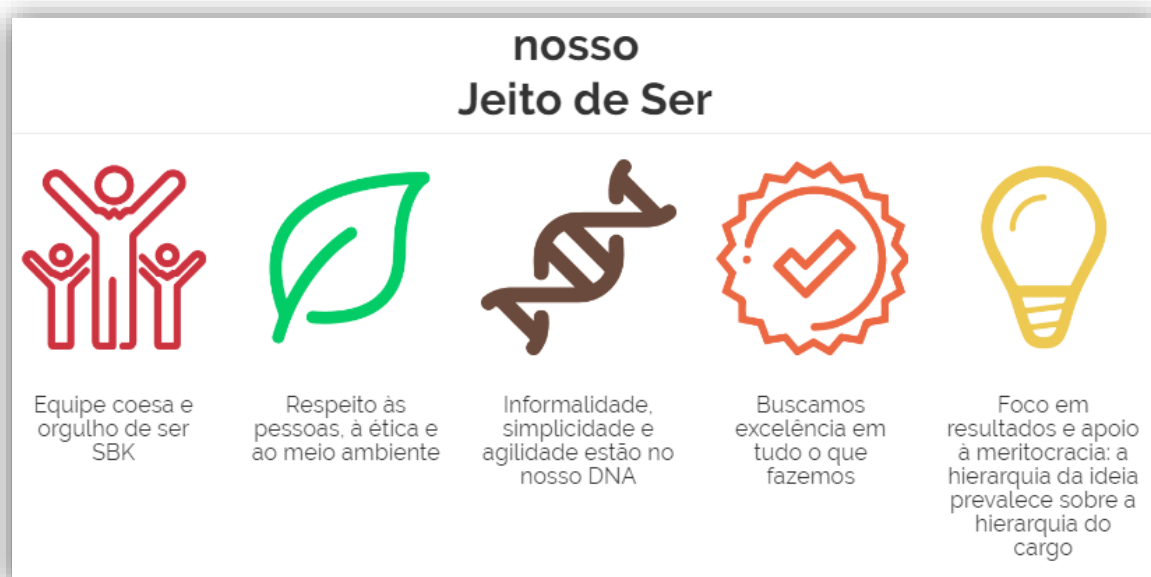 nosso
Jeito de Ser
Equipe coesa e
orgulho de ser
SBK
Respeito às
pessoas, à ética e
ao meio ambiente
Informalidade,
simplicidade e
agilidade estão no
nosso DNA
Buscamos
excelência em
tudo o que
fazemos
Foco em
resultados e apoio
à meritocracia: a
hierarquia da ideia
prevalece sobre a
hierarquia do
cargo